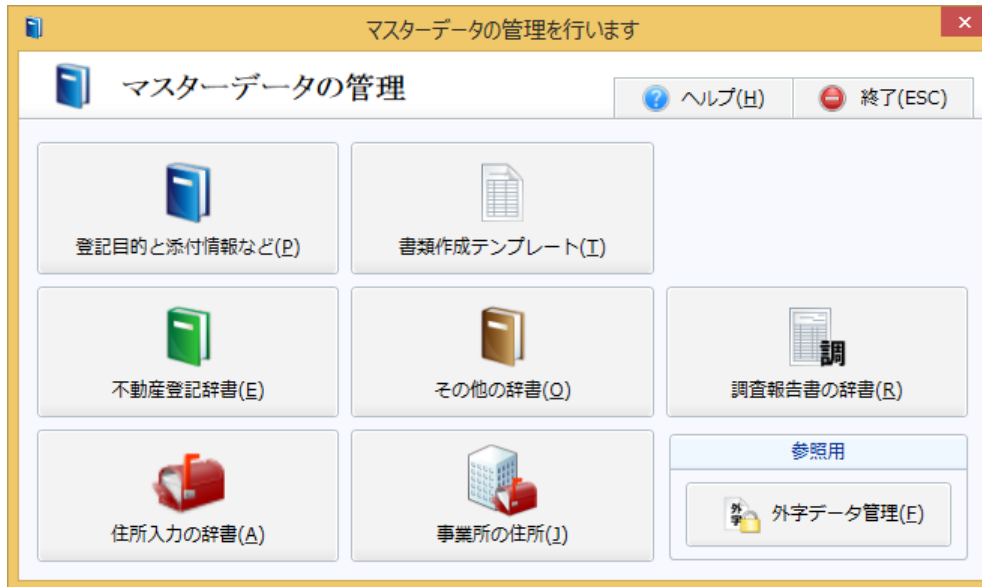 マスターデータの管理を行います
マスターデータの管理
ヘルプ(H)
終了(ESC)
登記目的と添付情報など(P)
書類作成テンプレート(T)
不動産登記辞書(E)
その他の辞書(O)
調
調査報告書の辞書(R)
住所入力の辞書(A)
事業所の住所(J)
参照用
外字
外字データ管理(F)